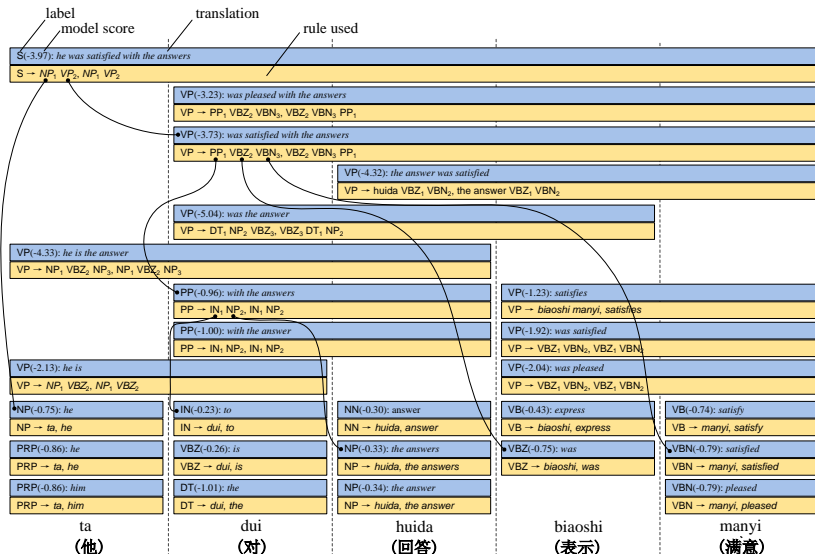 label
model score
translation
rule used
S(-3.97): he was satisfied with the answers
S → NP₁ VP₂, NP₁ VP₂
VP(-3.23): was pleased with the answers
VP → PP₁ VBZ₂ VBN₃, VBZ₂ VBN₃ PP₁
VP(-3.73): was satisfied with the answers
VP → PP₁ VBZ₂ VBN₃, VBZ₂ VBN₃ PP₁
VP(-4.32): the answer was satisfied
VP → huida VBZ₁ VBN₂, the answer VBZ₁ VBN₂
VP(-5.04): was the answer
VP → DT₁ NP₂ VBZ₃, VBZ₃ DT₁ NP₂
VP(-4.33): he is the answer
VP → NP₁ VBZ₂ NP₃, NP₁ VBZ₂ NP₃
PP(-0.96): with the answers
PP → IN₁ NP₂, IN₁ NP₂
VP(-1.23): satisfies
VP → biaoshi manyi, satisfies
PP(-1.00): with the answer
PP → IN₁ NP₂, IN₁ NP₂
VP(-1.92): was satisfied
VP → VBZ₁ VBN₂, VBZ₁ VBN₂
VP(-2.13): he is
VP → NP₁ VBZ₂, NP₁ VBZ₂
VP(-2.04): was pleased
VP → VBZ₁ VBN₂, VBZ₁ VBN₂
NP(-0.75): he
NP → ta, he
IN(-0.23): to
IN → dui, to
NN(-0.30): answer
NN → huida, answer
VB(-0.43): express
VB → biaoshi, express
VB(-0.74): satisfy
VB → manyi, satisfy
PRP(-0.86): he
PRP → ta, he
VBZ(-0.26): is
VBZ → dui, is
NP(-0.33): the answers
NP → huida, the answers
VBZ(-0.75): was
VBZ → biaoshi, was
VBN(-0.79): satisfied
VBN → manyi, satisfied
PRP(-0.86): him
PRP → ta, him
DT(-1.01): the
DT → dui, the
NP(-0.34): the answer
NP → huida, the answer
VBN(-0.79): pleased
VBN → manyi, pleased
ta dui huida biaoshi manyi
(他) (对) (回答) (表示) (满意)